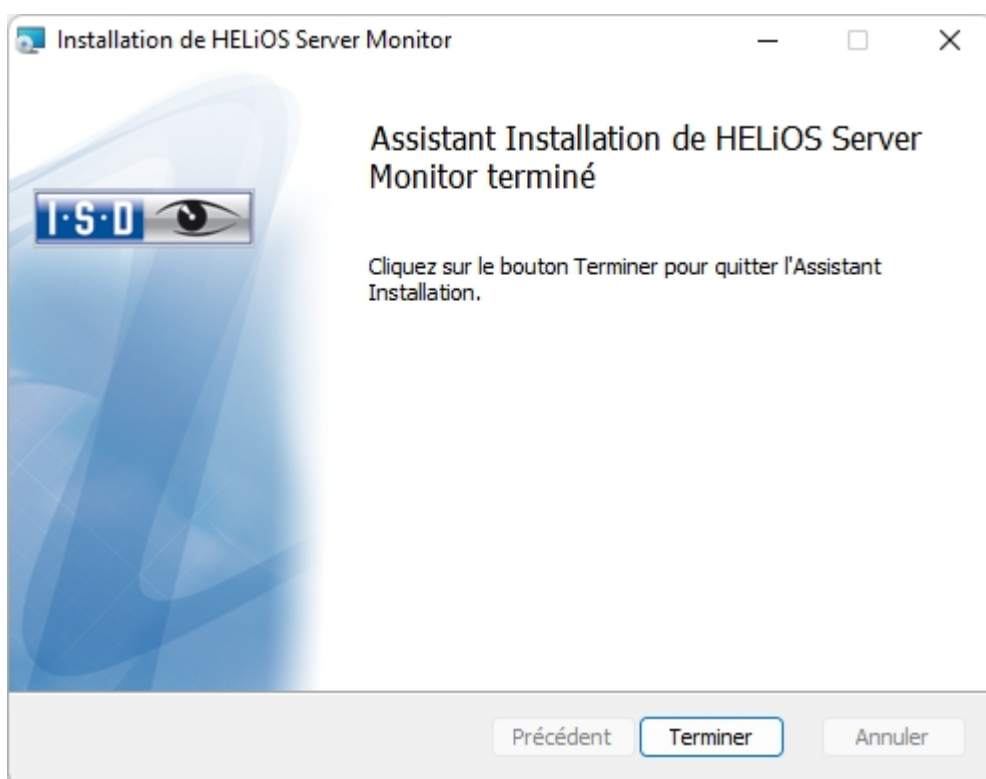 Installation de HELiOS Server Monitor
Assistant Installation de HELiOS Server
Monitor terminé
I·S·D
Cliquez sur le bouton Terminer pour quitter l'Assistant
Installation.
Précédent
Terminer
Annuler